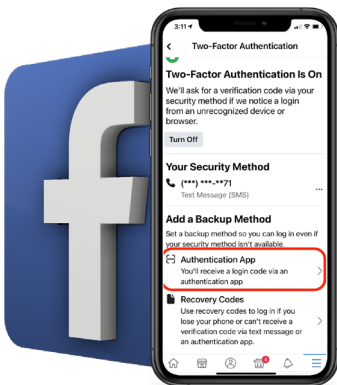 3:11
Two-Factor Authentication
Two-Factor Authentication Is On
We'll ask for a verification code via your
security method if we notice a login
from an unrecognized device or
browser.
Turn Off
Your Security Method
(***) ***-**71
Text Message (SMS)
...
Add a Backup Method
Set a backup method so you can log in even if
your security method isn't available.
Authentication App
You'll receive a login code via an
authentication app
Recovery Codes
Use recovery codes to log in if you
lose your phone or can't receive a
verification code via text message or
an authentication app.
f